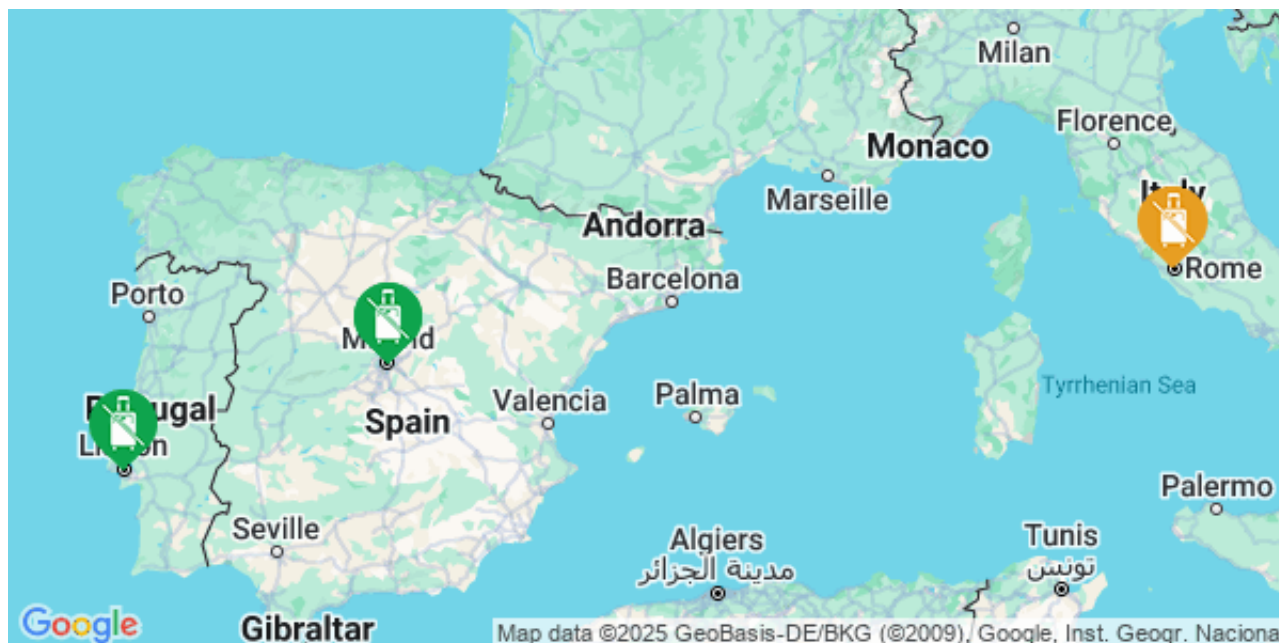 Milan
Florence
Monaco
Marseille
Italy
Andorra
Rome
Barcelona
Porto
Madrid
Tyrrhenian Sea
Palma
Valencia
Portugal
Spain
Lisbon
Palermo
Seville
Algiers
مدينة الجزائر
Tunis
تونس
Google
Gibraltar
Map data ©2025 GeoBasis-DE/BKG (©2009), Google, Inst. Geogr. Naciona